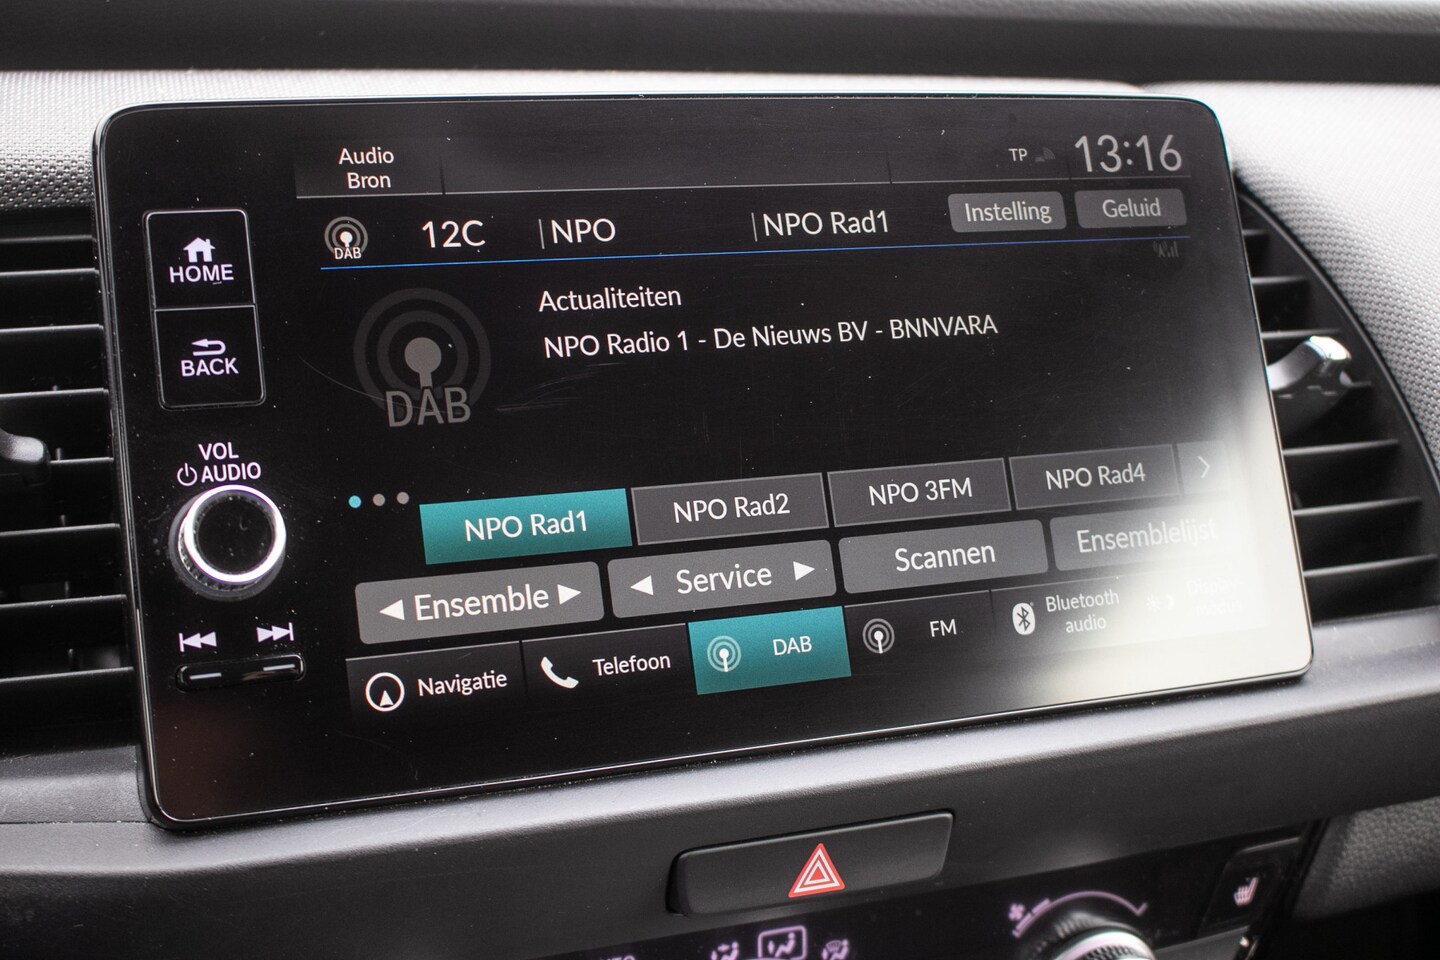 Audio
Bron
TP
13:16
DAB
12C
NPO
NPO Rad1
Instelling
Geluid
HOME
BACK
Actualiteiten
NPO Radio 1 - De Nieuws BV - BNNVARA
DAB
VOL
AUDIO
NPO Rad1
NPO Rad2
NPO 3FM
NPO Rad4
Ensemble
Service
Scannen
Ensemblelijst
Navigatie
Telefoon
DAB
FM
Bluetooth
audio